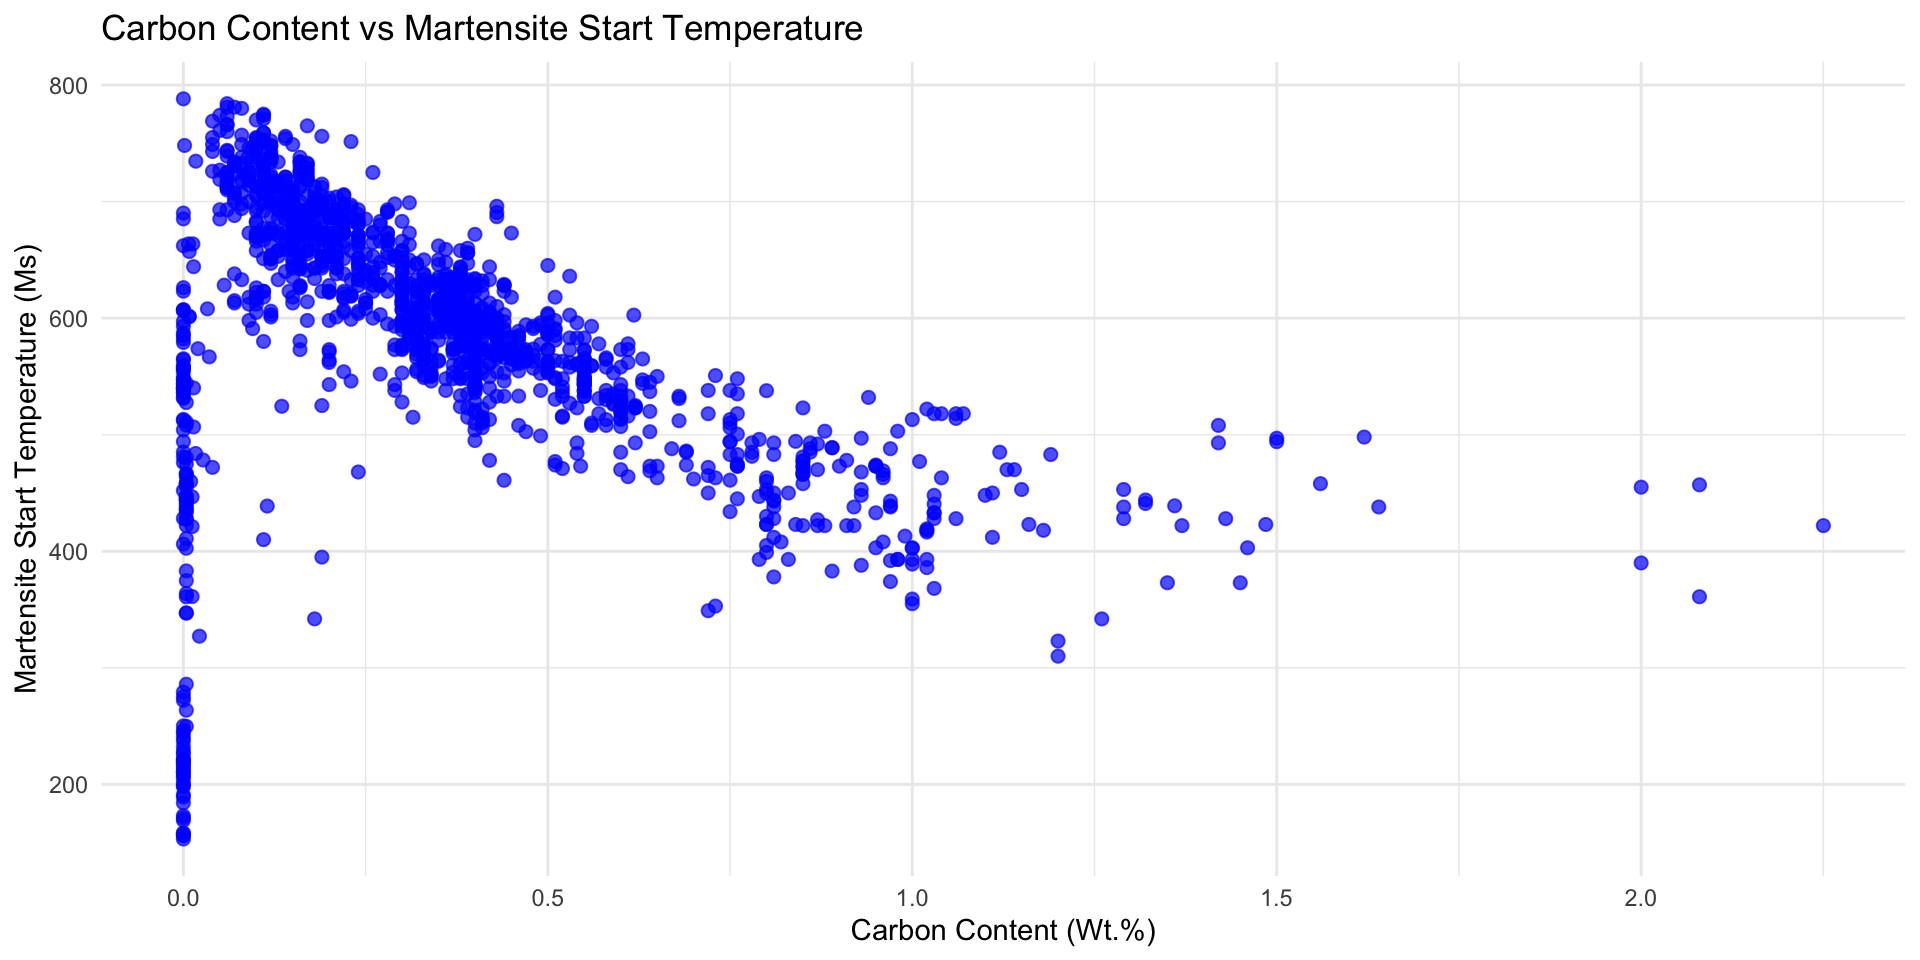 Carbon Content vs Martensite Start Temperature
Martensite Start Temperature (Ms)
800
600
400
200
0.0 0.5 1.0 1.5 2.0
Carbon Content (Wt.%)